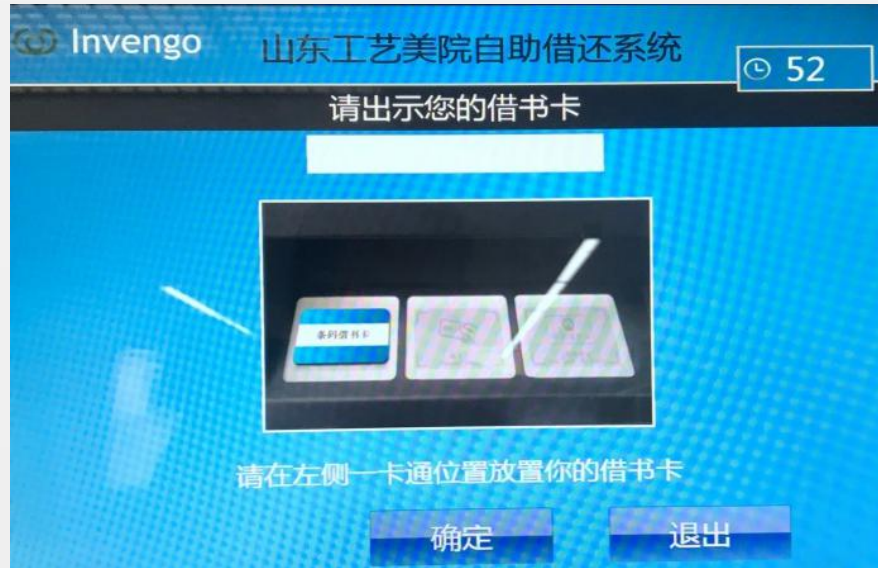 Invengo
山东工艺美院自助借还系统
52
请出示您的借书卡
条码借书卡
请在左侧一卡通位置放置你的借书卡
确定
退出